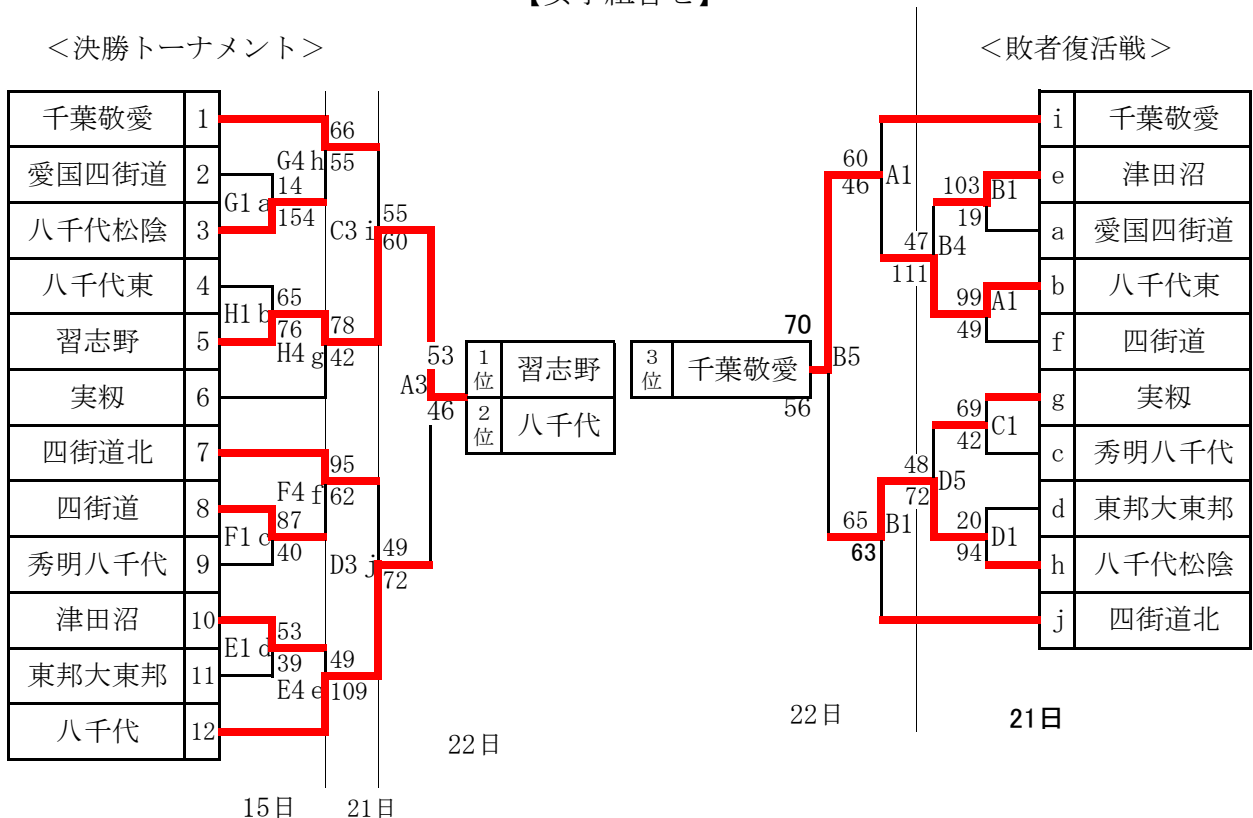 ＜決勝トーナメント＞
＜敗者復活戦＞
千葉敬愛 1
愛国四街道 2
八千代松陰 3
八千代東 4
習志野 5
実籾 6
四街道北 7
四街道 8
秀明八千代 9
津田沼 10
東邦大東邦 11
八千代 12
66
G4 h 55
14
G1 a
154
C3 i
55
60
65
H1 b
76
78
H4 g 42
53
A3
46
95
F4 f 62
87
F1 c
40
D3 j
49
72
53
E1 d
39
49
E4 e 109
1位 習志野
2位 八千代
15日
21日
22日
70
3位 千葉敬愛
56
B5
60
46 A1
103 B1
19
47 B4
111
99 A1
49
69 C1
42
48 D5
72
65 B1
63
20 D1
94
i 千葉敬愛
e 津田沼
a 愛国四街道
b 八千代東
f 四街道
g 実籾
c 秀明八千代
d 東邦大東邦
h 八千代松陰
j 四街道北
22日
21日